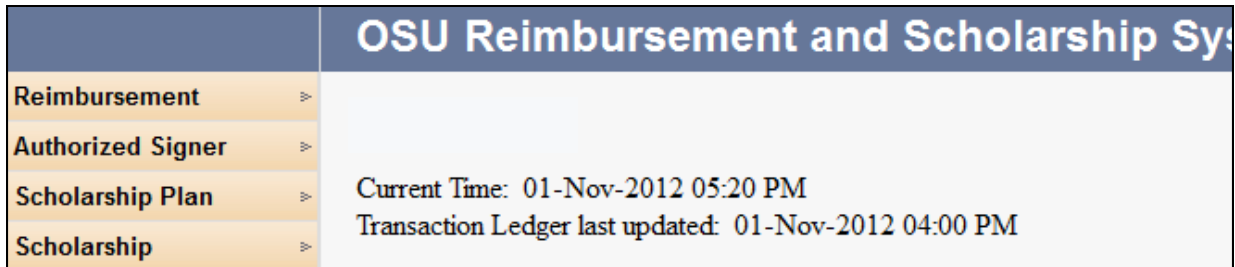 OSU Reimbursement and Scholarship
Reimbursement
Authorized Signer
Scholarship Plan
Scholarship
Current Time: 01-Nov-2012 05:20 PM
Transaction Ledger last updated: 01-Nov-2012 04:00 PM